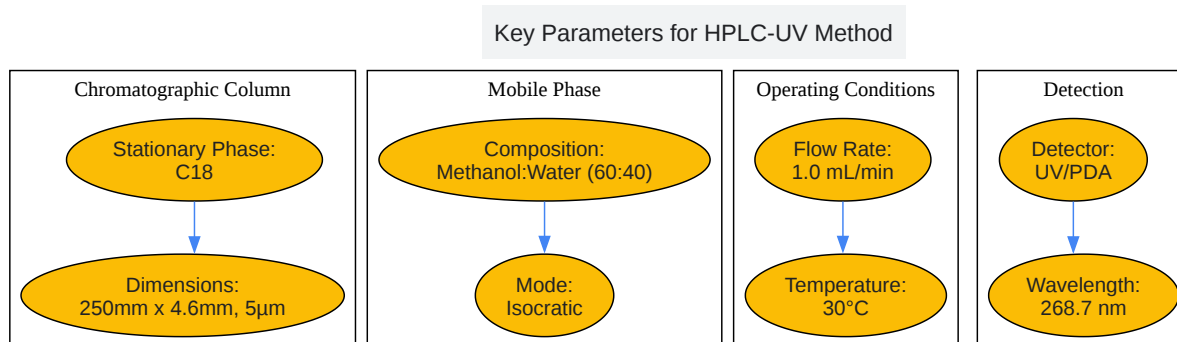 Key Parameters for HPLC-UV Method
Chromatographic Column
Stationary Phase:
C18
Dimensions:
250mm x 4.6mm, 5µm
Mobile Phase
Composition:
Methanol:Water (60:40)
Mode:
Isocratic
Operating Conditions
Flow Rate:
1.0 mL/min
Temperature:
30°C
Detection
Detector:
UV/PDA
Wavelength:
268.7 nm